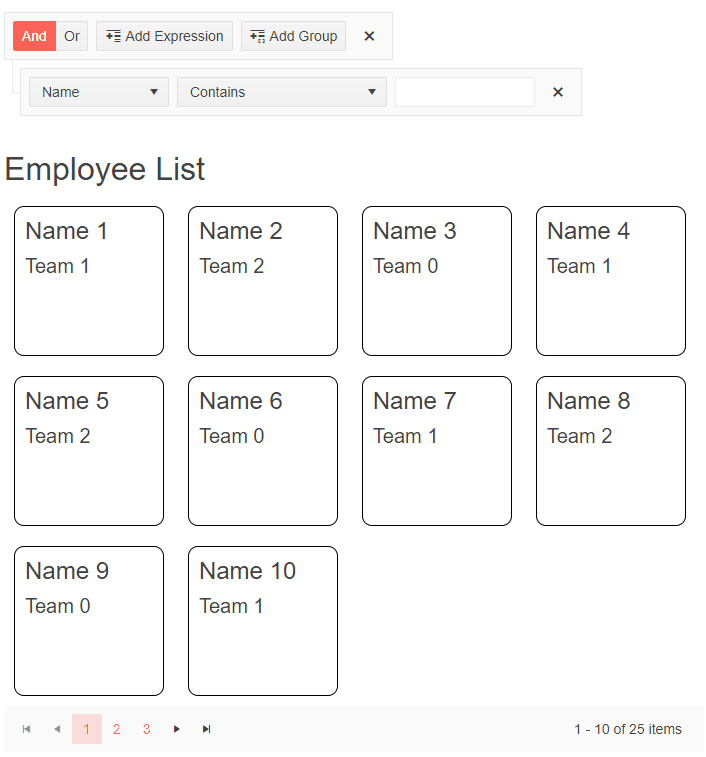 And Or Add Expression Add Group
Name Contains
Employee List
Name 1 Name 2 Name 3 Name 4
Team 1 Team 2 Team 0 Team 1
Name 5 Name 6 Name 7 Name 8
Team 2 Team 0 Team 1 Team 2
Name 9 Name 10
Team 0 Team 1
1 2 3 1 - 10 of 25 items